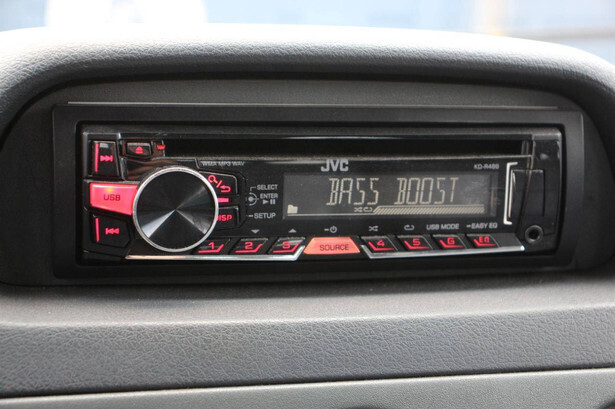 WMA MP3 WAV
JVC
KD-R469
USB
SELECT
ENTER
SETUP
DISP
BASS BOOST
USB MODE
EASY EQ
1
2
3
SOURCE
4
5
6